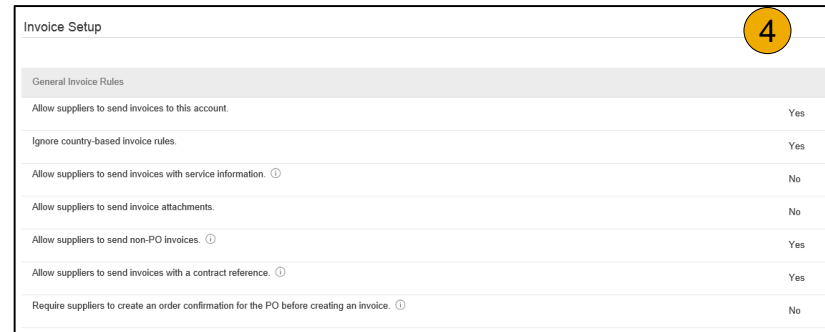 Invoice Setup
4
General Invoice Rules
Allow suppliers to send invoices to this account. Yes
Ignore country-based invoice rules. Yes
Allow suppliers to send invoices with service information. ⓘ No
Allow suppliers to send invoice attachments. No
Allow suppliers to send non-PO invoices. ⓘ Yes
Allow suppliers to send invoices with a contract reference. ⓘ Yes
Require suppliers to create an order confirmation for the PO before creating an invoice. ⓘ No